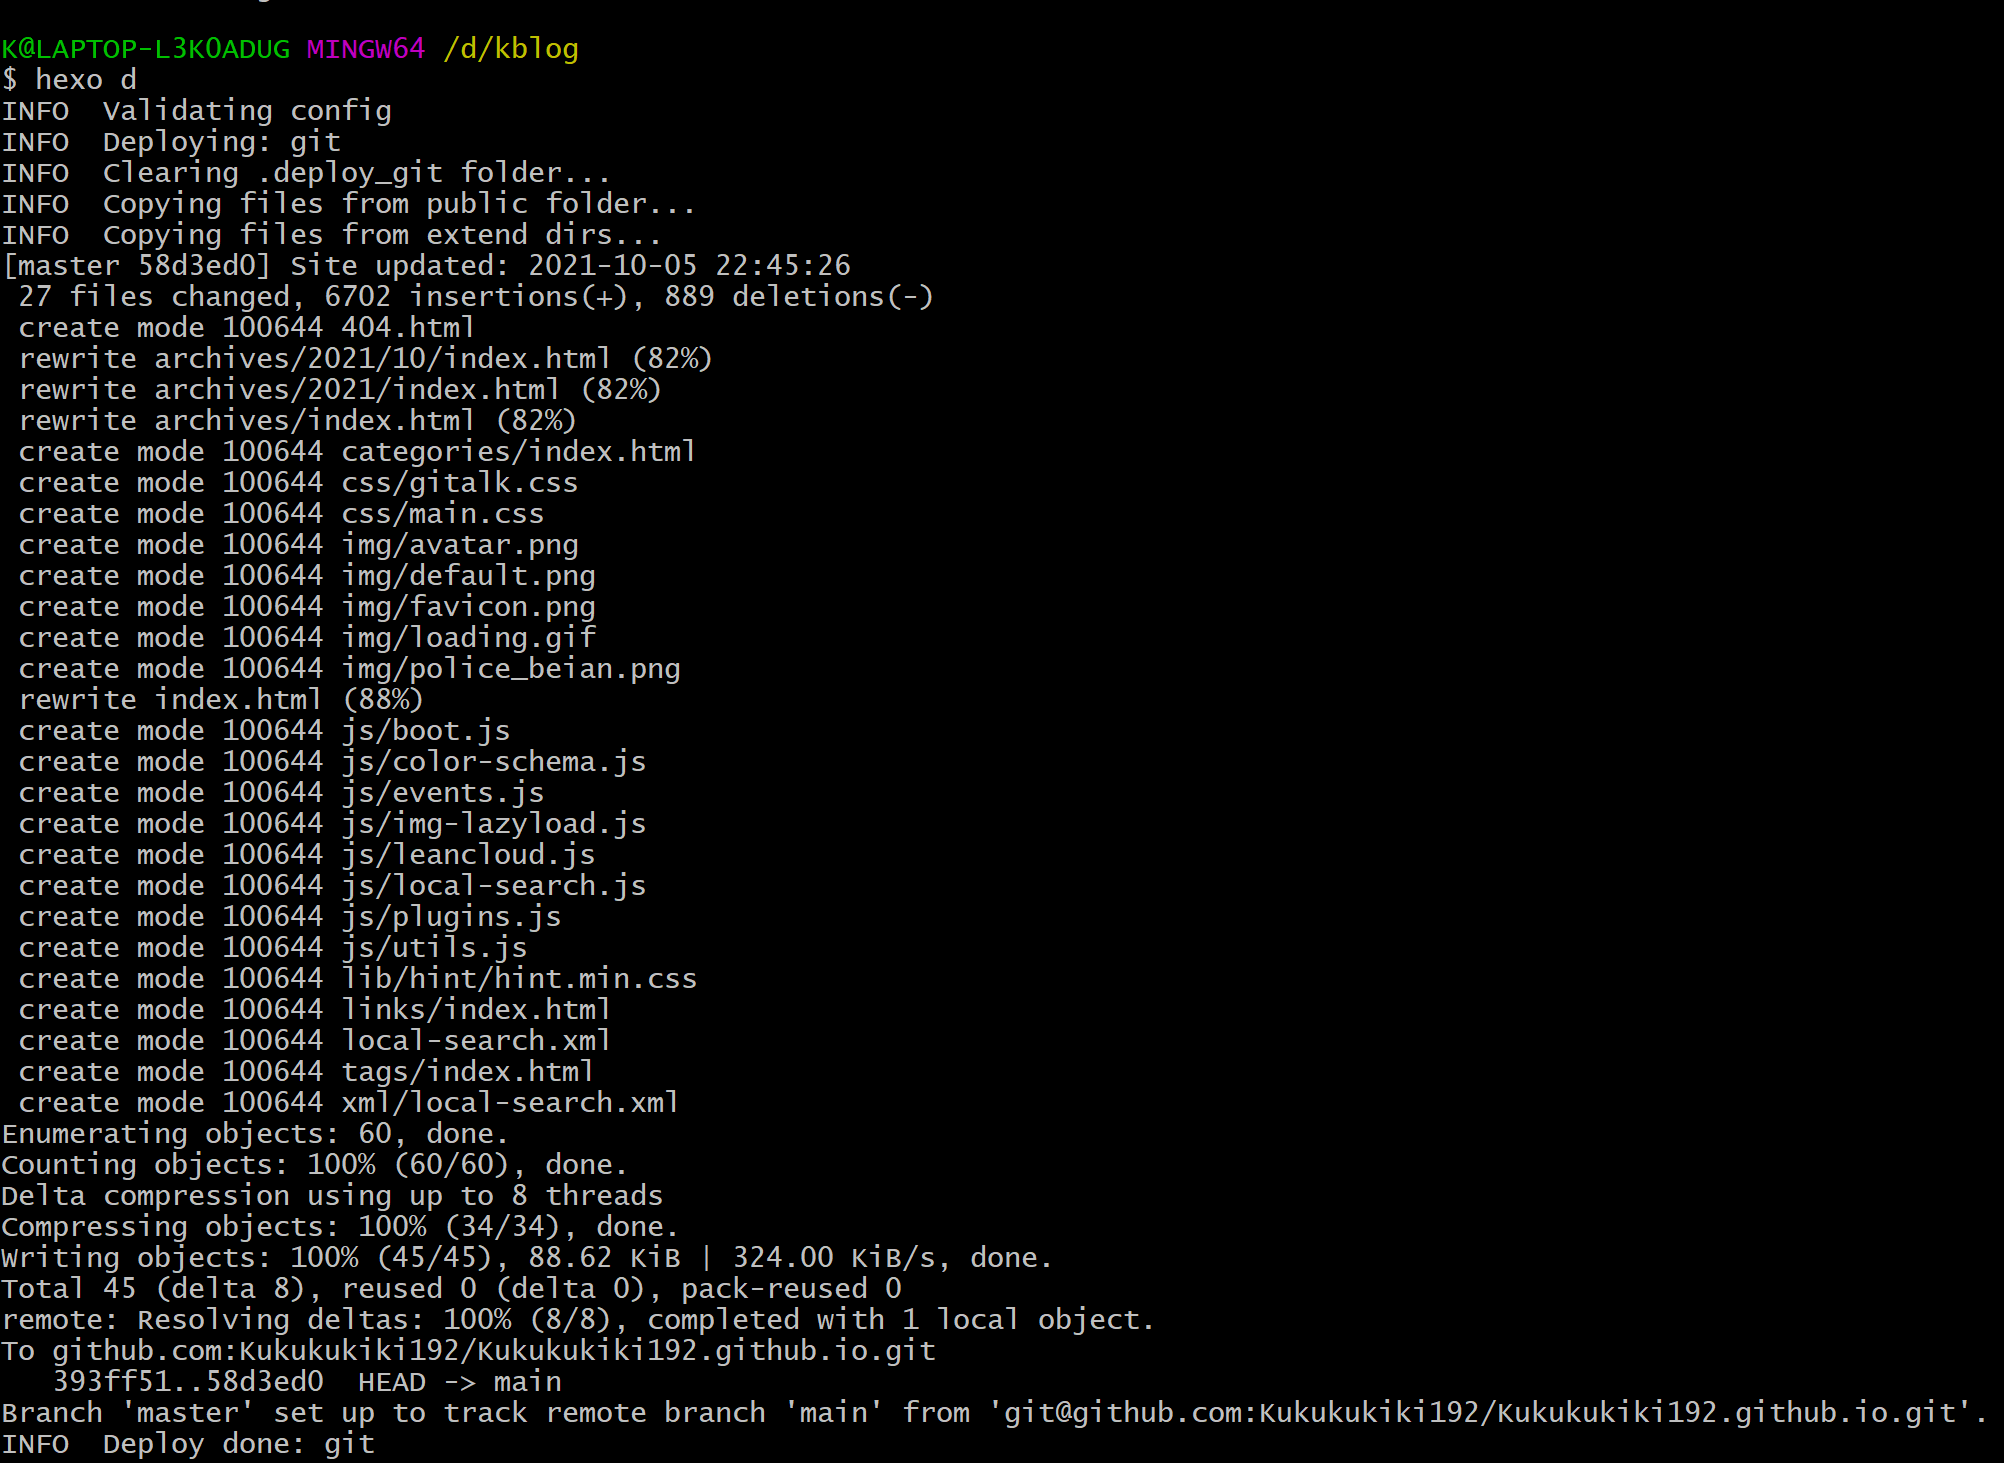 K@LAPTOP-L3K0ADUG MINGW64 /d/kblog
$ hexo d
INFO  Validating config
INFO  Deploying: git
INFO  Clearing .deploy_git folder...
INFO  Copying files from public folder...
INFO  Copying files from extend dirs...
[master 58d3ed0] Site updated: 2021-10-05 22:45:26
 27 files changed, 6702 insertions(+), 889 deletions(-)
 create mode 100644 404.html
 rewrite archives/2021/10/index.html (82%)
 rewrite archives/2021/index.html (82%)
 rewrite archives/index.html (82%)
 create mode 100644 categories/index.html
 create mode 100644 css/gitalk.css
 create mode 100644 css/main.css
 create mode 100644 img/avatar.png
 create mode 100644 img/default.png
 create mode 100644 img/favicon.png
 create mode 100644 img/loading.gif
 create mode 100644 img/police_beian.png
 rewrite index.html (88%)
 create mode 100644 js/boot.js
 create mode 100644 js/color-schema.js
 create mode 100644 js/events.js
 create mode 100644 js/img-lazyload.js
 create mode 100644 js/leancloud.js
 create mode 100644 js/local-search.js
 create mode 100644 js/plugins.js
 create mode 100644 js/utils.js
 create mode 100644 lib/hint/hint.min.css
 create mode 100644 links/index.html
 create mode 100644 local-search.xml
 create mode 100644 tags/index.html
 create mode 100644 xml/local-search.xml
Enumerating objects: 60, done.
Counting objects: 100% (60/60), done.
Delta compression using up to 8 threads
Compressing objects: 100% (34/34), done.
Writing objects: 100% (45/45), 88.62 KiB | 324.00 KiB/s, done.
Total 45 (delta 8), reused 0 (delta 0), pack-reused 0
remote: Resolving deltas: 100% (8/8), completed with 1 local object.
To github.com:Kukukukiki192/Kukukukiki192.github.io.git
   393ff51..58d3ed0  HEAD -> main
Branch 'master' set up to track remote branch 'main' from 'git@github.com:Kukukukiki192/Kukukukiki192.github.io.git'.
INFO  Deploy done: git